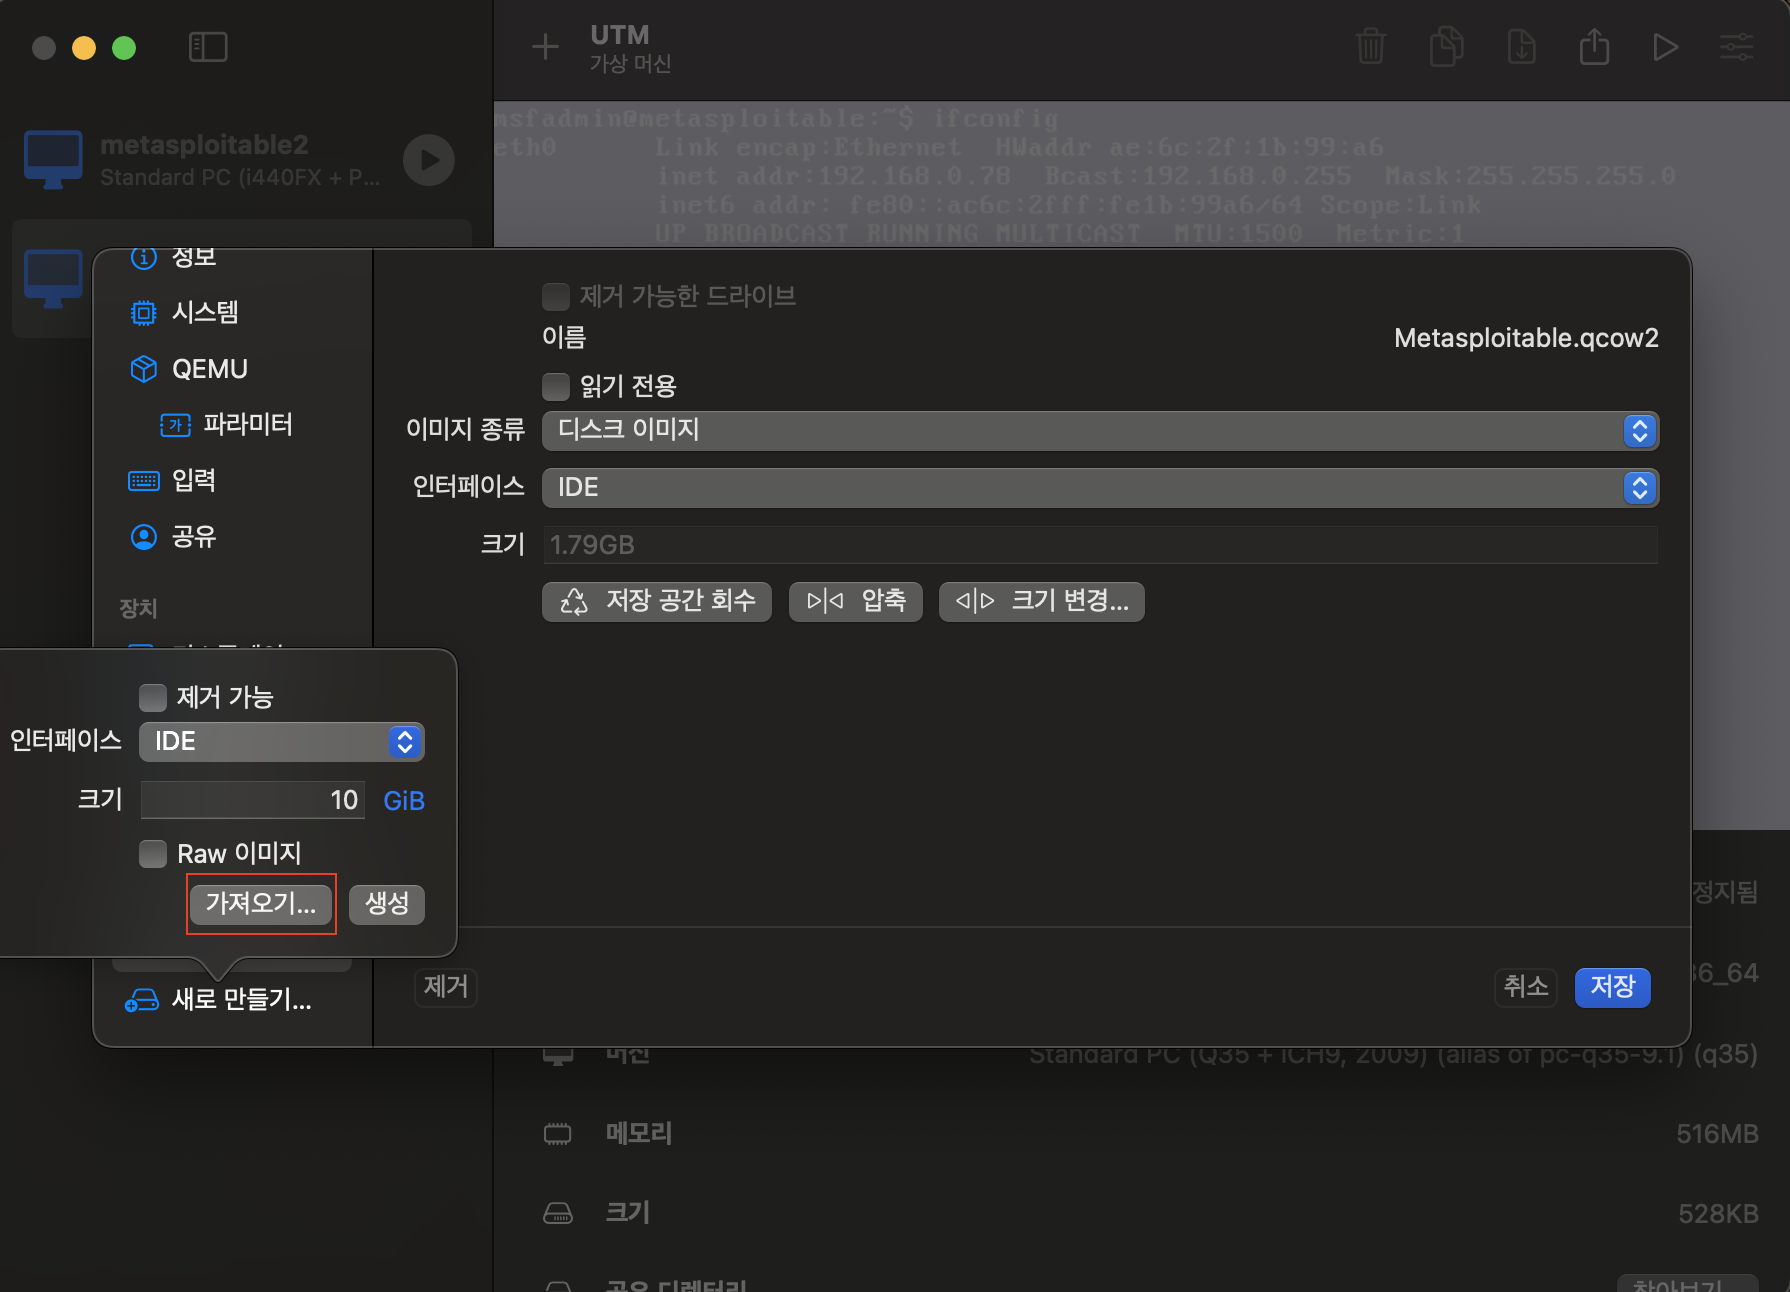 UTM
가상 머신
metasploitable2
Standard PC (i440FX + P...
msfadmin@metasploitable:~$ ifconfig
eth0 Link encap:Ethernet HWaddr ae:6c:2f:1b:99:a6
inet addr:192.168.0.78 Bcast:192.168.0.255 Mask:255.255.255.0
inet6 addr: fe80::ac6c:2fff:fe1b:99a6/64 Scope:Link
UP BROADCAST RUNNING MULTICAST MTU:1500 Metric:1
정보
시스템
QEMU
파라미터
입력
공유
장치
제거 가능한 드라이브
이름 Metasploitable.qcow2
읽기 전용
이미지 종류 디스크 이미지
인터페이스 IDE
크기 1.79GB
저장 공간 회수 압축 크기 변경...
제거 가능
인터페이스 IDE
크기 10 GiB
Raw 이미지
가져오기... 생성
새로 만들기...
제거 취소 저장
정지됨
86_64
머신 Standard PC (Q35 + ICH9, 2009) (alias of pc-q35-9.1) (q35)
메모리 516MB
크기 528KB
공유 디렉터리 찾아보기